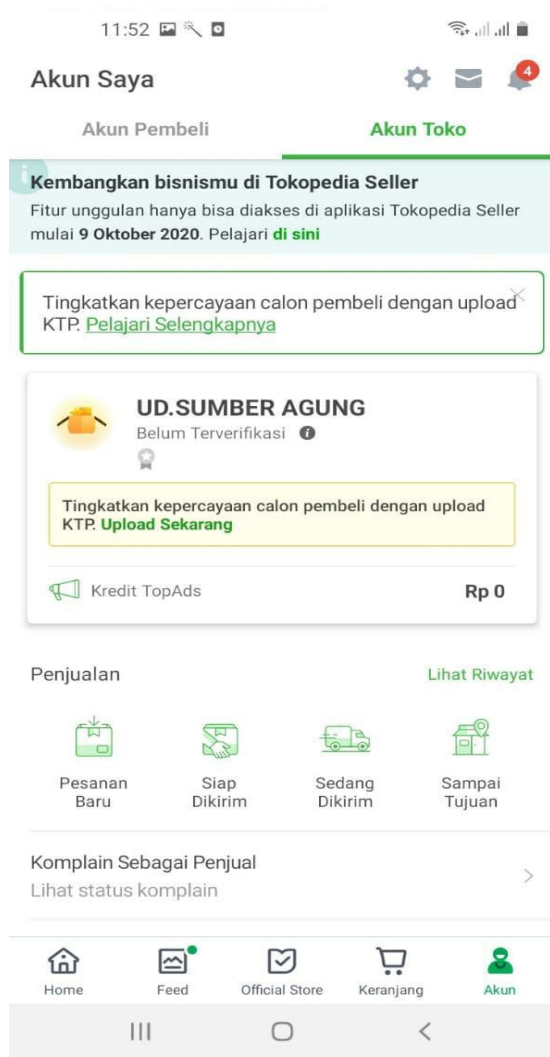 11:52
Akun Saya
4
Akun Pembeli
Akun Toko
Kembangkan bisnismu di Tokopedia Seller
Fitur unggulan hanya bisa diakses di aplikasi Tokopedia Seller
mulai 9 Oktober 2020. Pelajari di sini
Tingkatkan kepercayaan calon pembeli dengan upload
KTP. Pelajari Selengkapnya
UD.SUMBER AGUNG
Belum Terverifikasi
Tingkatkan kepercayaan calon pembeli dengan upload
KTP. Upload Sekarang
Kredit TopAds
Rp 0
Penjualan
Lihat Riwayat
Pesanan
Baru
Siap
Dikirim
Sedang
Dikirim
Sampai
Tujuan
Komplain Sebagai Penjual
Lihat status komplain
Home
Feed
Official Store
Keranjang
Akun